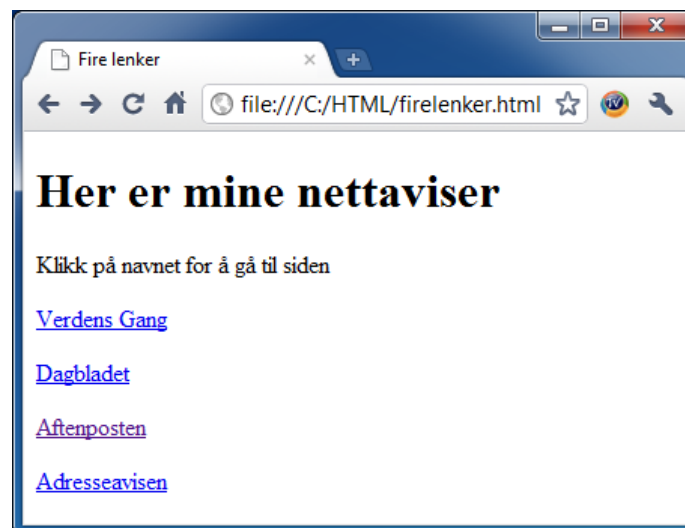 Fire lenker
file:///C:/HTML/firelenker.html
Her er mine nettaviser
Klikk på navnet for å gå til siden
Verdens Gang
Dagbladet
Aftenposten
Adresseavisen